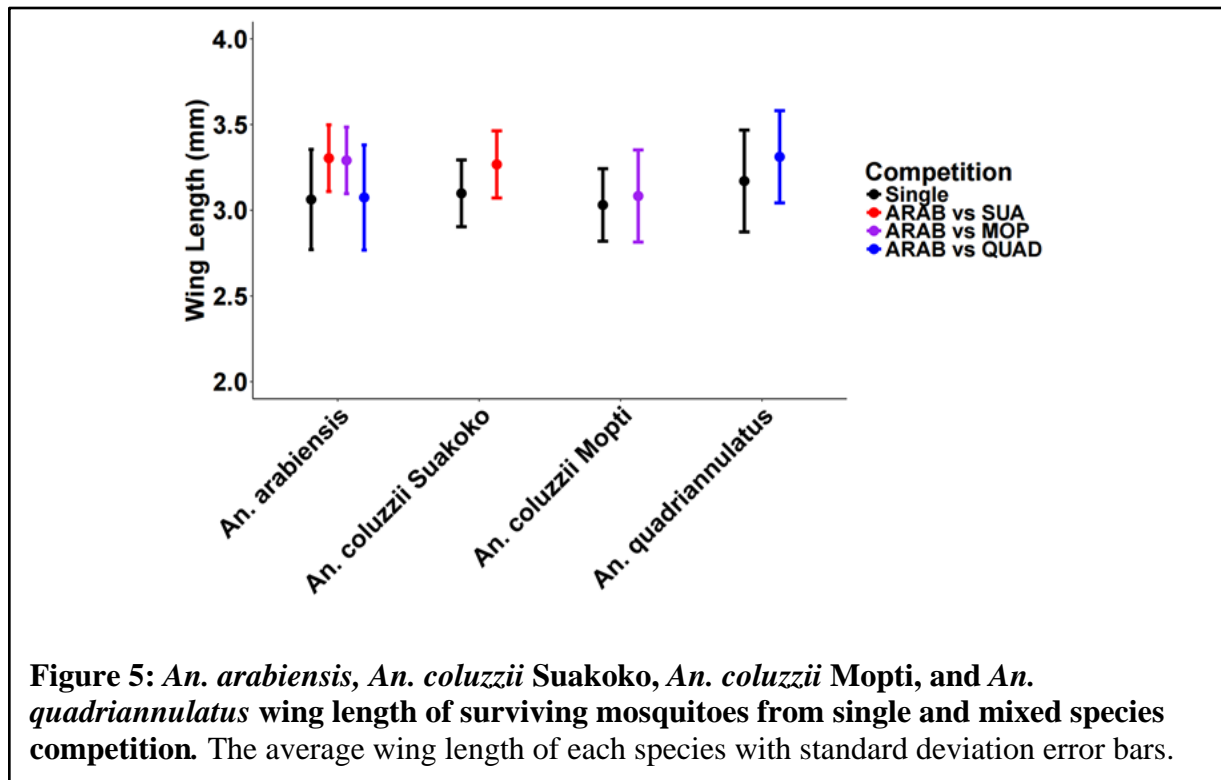 4.0
3.5
3.0
2.5
2.0
Wing Length (mm)
An. arabiensis
An. coluzzii Suakoko
An. coluzzii Mopti
An. quadriannulatus
Competition
Single
ARAB vs SUA
ARAB vs MOP
ARAB vs QUAD
Figure 5: An. arabiensis, An. coluzzii Suakoko, An. coluzzii Mopti, and An.
quadriannulatus wing length of surviving mosquitoes from single and mixed species
competition. The average wing length of each species with standard deviation error bars.